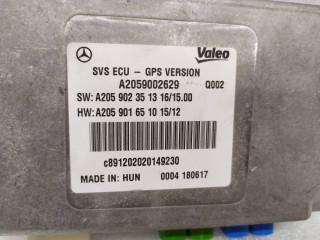 Valeo
SVS ECU - GPS VERSION
A2059002629 Q002
SW: A205 902 35 13 16/15.00
HW: A205 901 65 10 15/12
c891202020149230
MADE IN: HUN 0004 180617